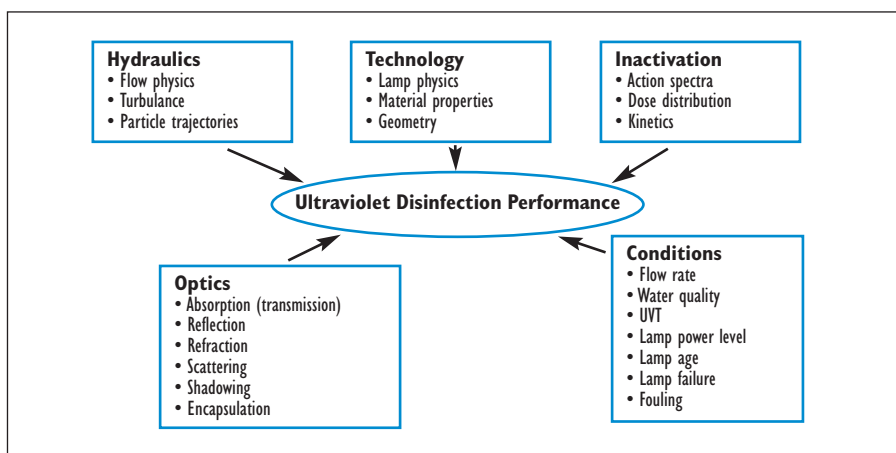 Hydraulics
• Flow physics
• Turbulance
• Particle trajectories
Technology
• Lamp physics
• Material properties
• Geometry
Inactivation
• Action spectra
• Dose distribution
• Kinetics
Ultraviolet Disinfection Performance
Optics
• Absorption (transmission)
• Reflection
• Refraction
• Scattering
• Shadowing
• Encapsulation
Conditions
• Flow rate
• Water quality
• UVT
• Lamp power level
• Lamp age
• Lamp failure
• Fouling